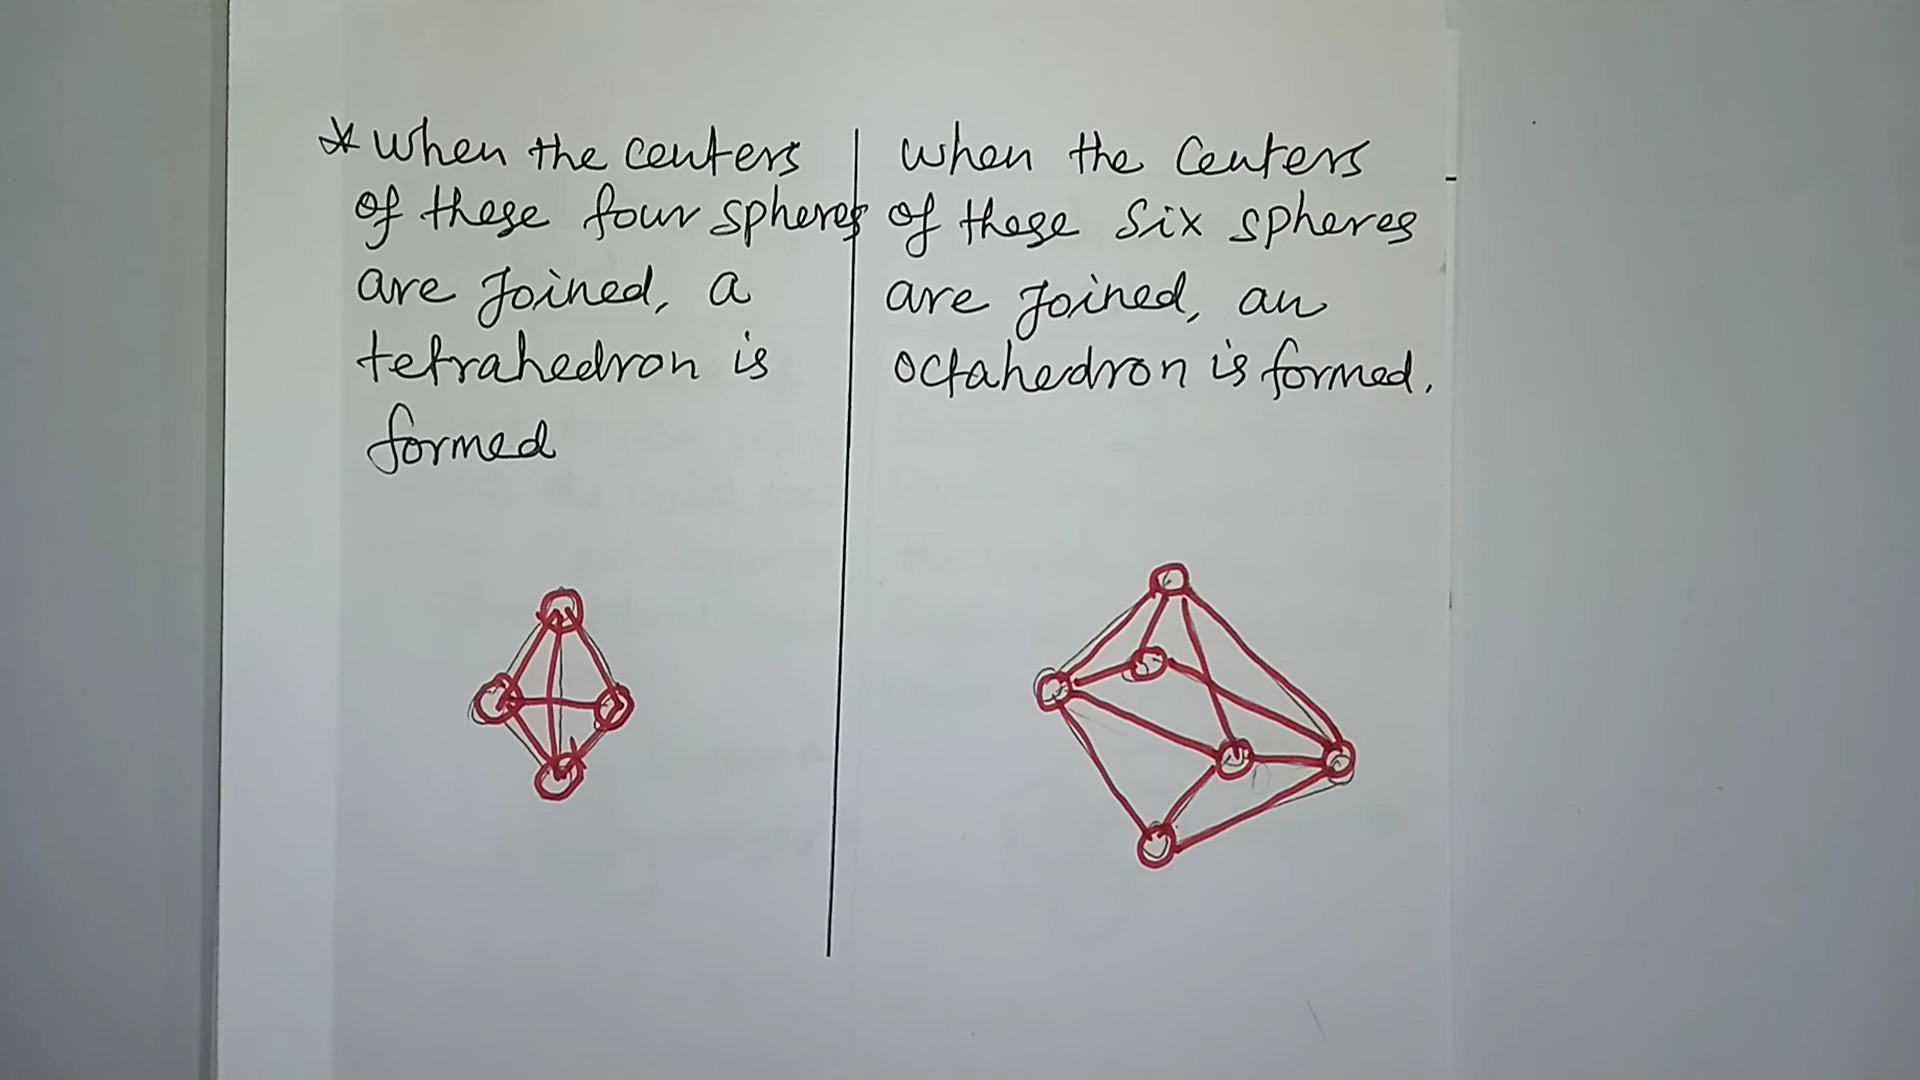 * when the centers
of these four spheres
are joined, a
tetrahedron is
formed
when the centers
of these six spheres
are joined, an
octahedron is formed.